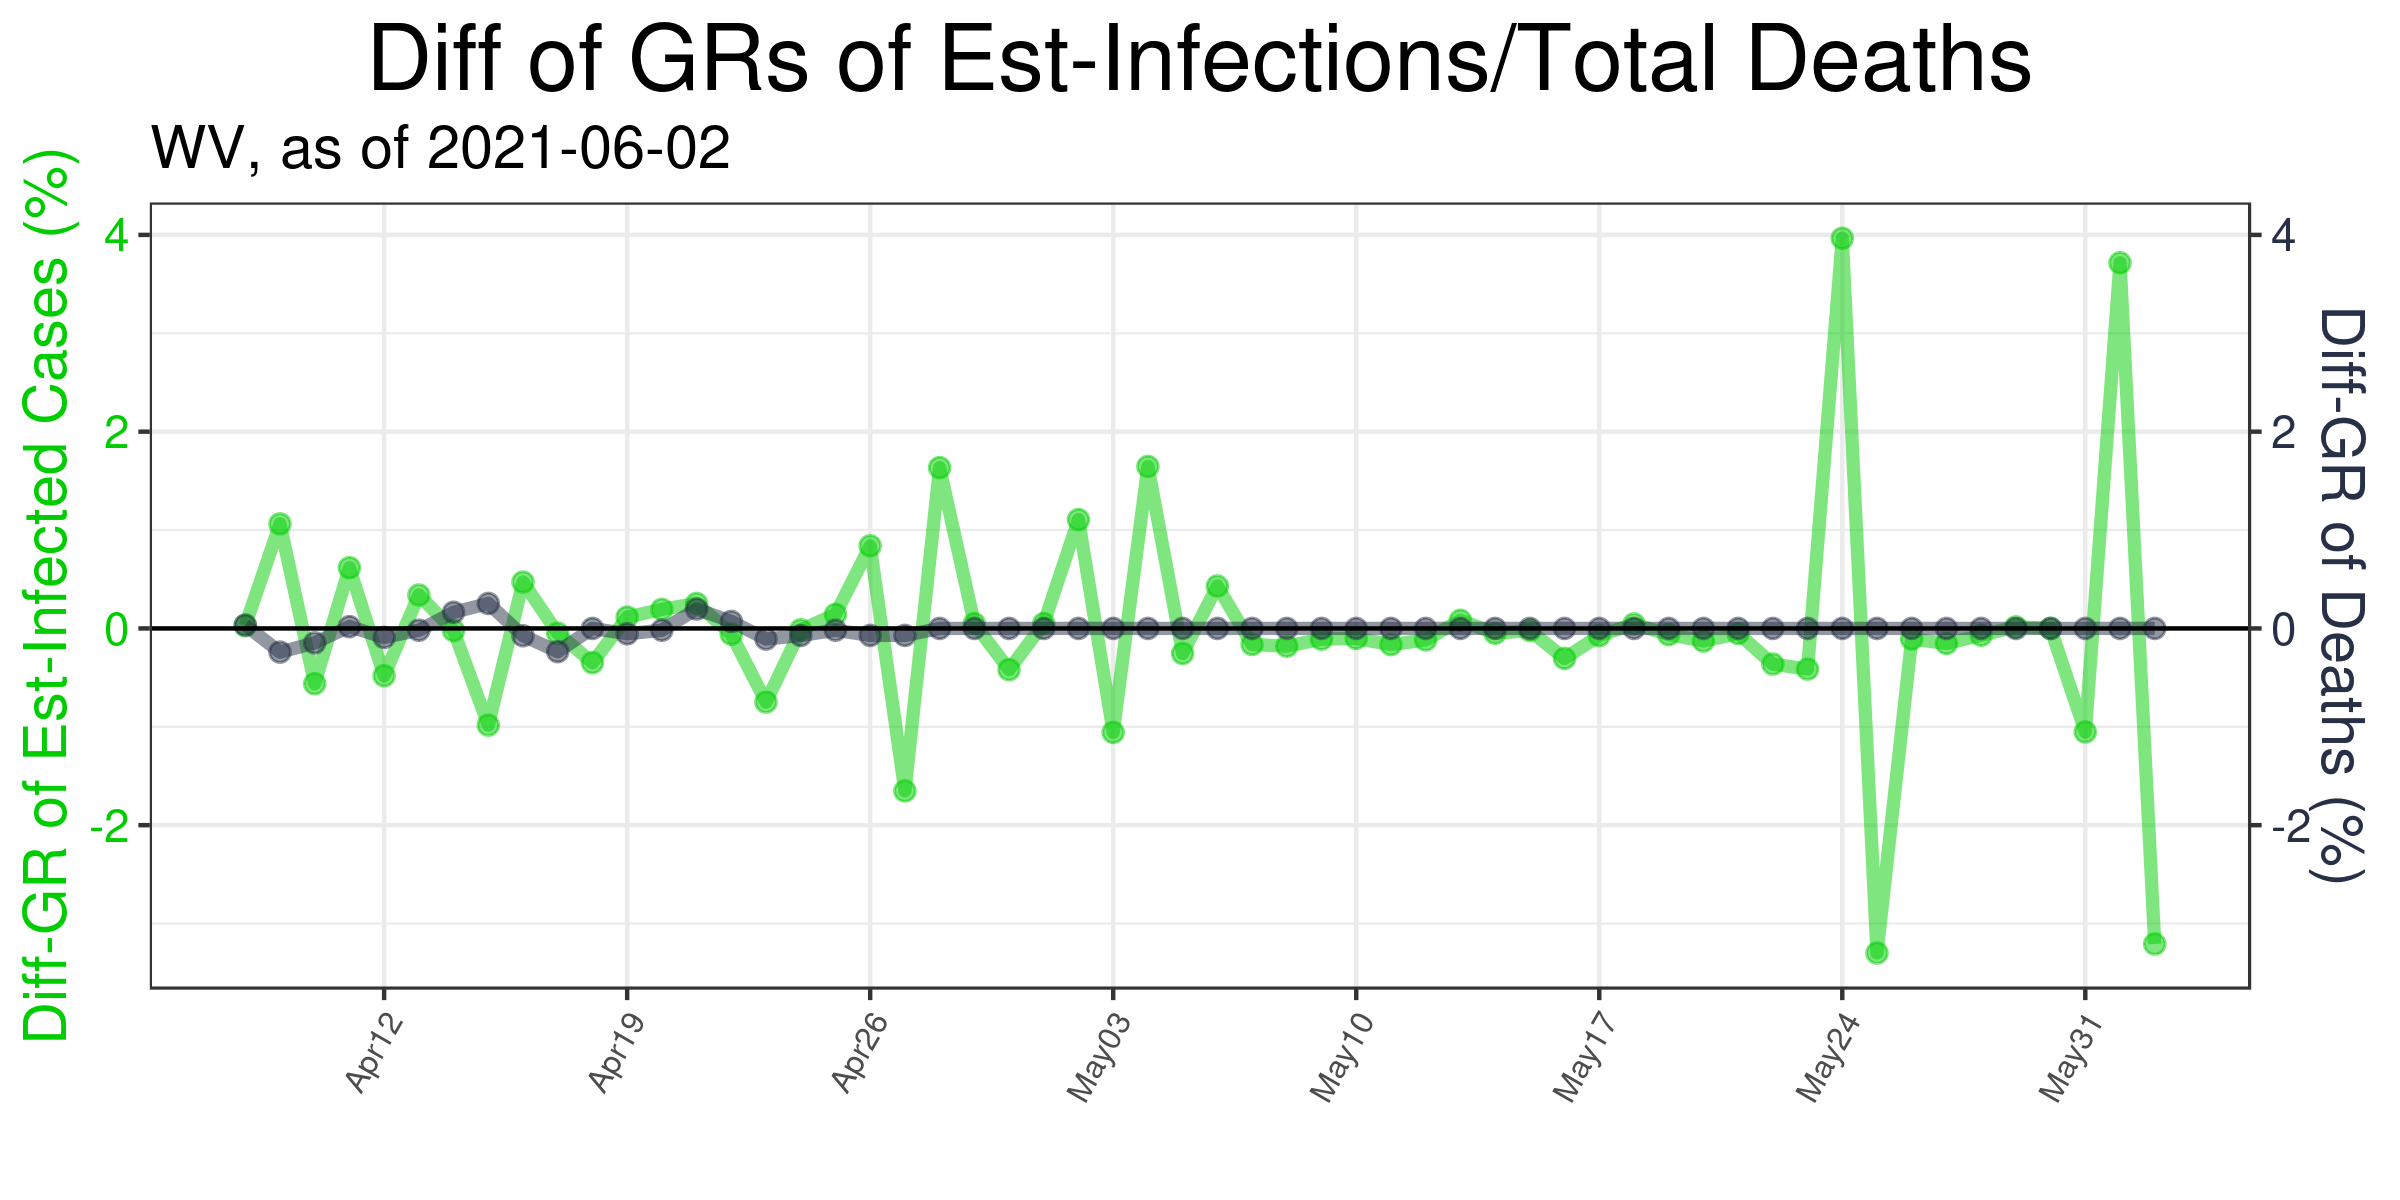 Diff of GRs of Est-Infections/Total Deaths
WV, as of 2021-06-02
Diff-GR of Est-Infected Cases (%)
4
2
0
-2
4
2
0
-2
Diff-GR of Deaths (%)
Apr12
Apr19
Apr26
May03
May10
May17
May24
May31